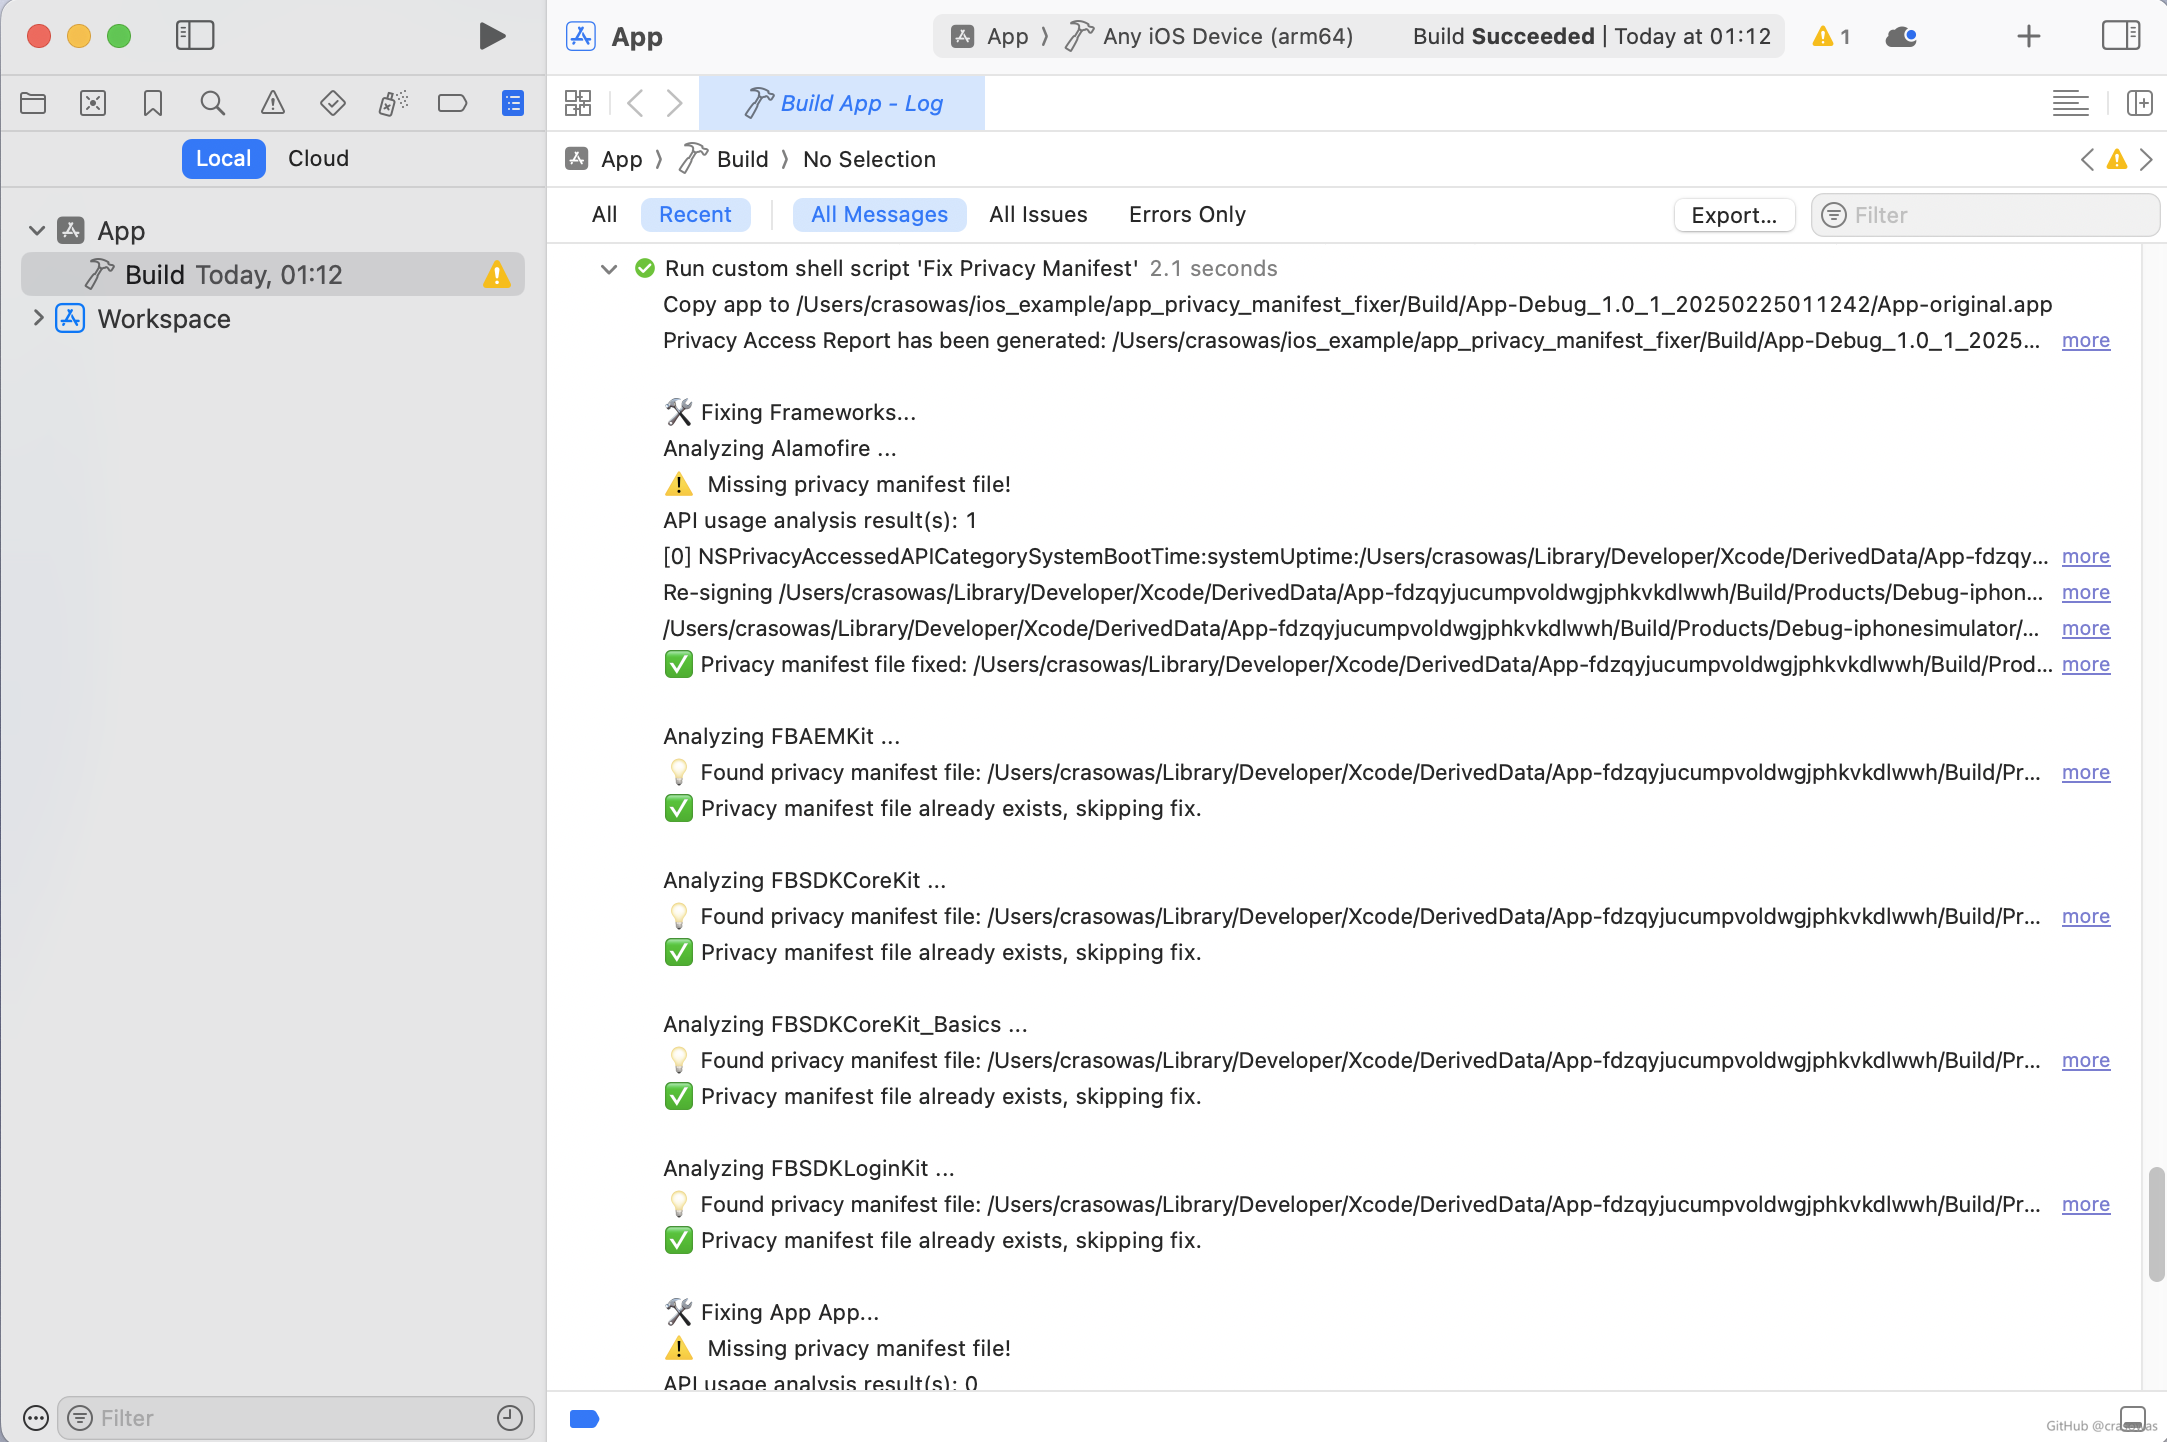 App
App 〉 Any iOS Device (arm64)
Build Succeeded | Today at 01:12
1
Build App - Log
Local
Cloud
App 〉 Build 〉 No Selection
All
Recent
All Messages
All Issues
Errors Only
Export...
Filter
App
Build Today, 01:12
Workspace
Run custom shell script 'Fix Privacy Manifest' 2.1 seconds
Copy app to /Users/crasowas/ios_example/app_privacy_manifest_fixer/Build/App-Debug_1.0_1_20250225011242/App-original.app
Privacy Access Report has been generated: /Users/crasowas/ios_example/app_privacy_manifest_fixer/Build/App-Debug_1.0_1_2025... more
🛠 Fixing Frameworks...
Analyzing Alamofire ...
⚠️ Missing privacy manifest file!
API usage analysis result(s): 1
[0] NSPrivacyAccessedAPICategorySystemBootTime:systemUptime:/Users/crasowas/Library/Developer/Xcode/DerivedData/App-fdzqy... more
Re-signing /Users/crasowas/Library/Developer/Xcode/DerivedData/App-fdzqyjucumpvoldwgjphkvkdlwwh/Build/Products/Debug-iphon... more
/Users/crasowas/Library/Developer/Xcode/DerivedData/App-fdzqyjucumpvoldwgjphkvkdlwwh/Build/Products/Debug-iphonesimulator/... more
✅ Privacy manifest file fixed: /Users/crasowas/Library/Developer/Xcode/DerivedData/App-fdzqyjucumpvoldwgjphkvkdlwwh/Build/Prod... more
Analyzing FBAEMKit ...
💡 Found privacy manifest file: /Users/crasowas/Library/Developer/Xcode/DerivedData/App-fdzqyjucumpvoldwgjphkvkdlwwh/Build/Pr... more
✅ Privacy manifest file already exists, skipping fix.
Analyzing FBSDKCoreKit ...
💡 Found privacy manifest file: /Users/crasowas/Library/Developer/Xcode/DerivedData/App-fdzqyjucumpvoldwgjphkvkdlwwh/Build/Pr... more
✅ Privacy manifest file already exists, skipping fix.
Analyzing FBSDKCoreKit_Basics ...
💡 Found privacy manifest file: /Users/crasowas/Library/Developer/Xcode/DerivedData/App-fdzqyjucumpvoldwgjphkvkdlwwh/Build/Pr... more
✅ Privacy manifest file already exists, skipping fix.
Analyzing FBSDKLoginKit ...
💡 Found privacy manifest file: /Users/crasowas/Library/Developer/Xcode/DerivedData/App-fdzqyjucumpvoldwgjphkvkdlwwh/Build/Pr... more
✅ Privacy manifest file already exists, skipping fix.
🛠 Fixing App App...
⚠️ Missing privacy manifest file!
API usage analysis result(s): 0
Filter
GitHub @crasowas